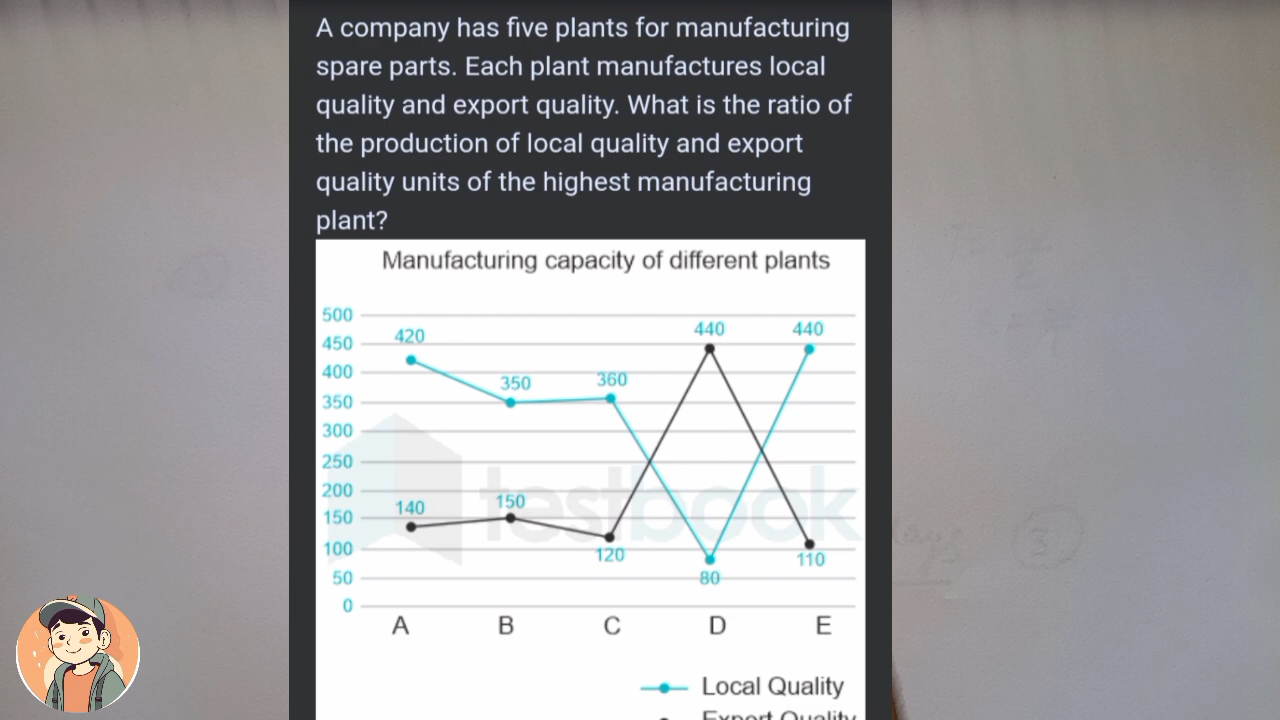 A company has five plants for manufacturing
spare parts. Each plant manufactures local
quality and export quality. What is the ratio of
the production of local quality and export
quality units of the highest manufacturing
plant?
Manufacturing capacity of different plants
500
450
400
350
300
250
200
150
100
50
0
420
350
360
440
440
140
150
120
80
110
testbook
A B C D E
Local Quality
Export Quality